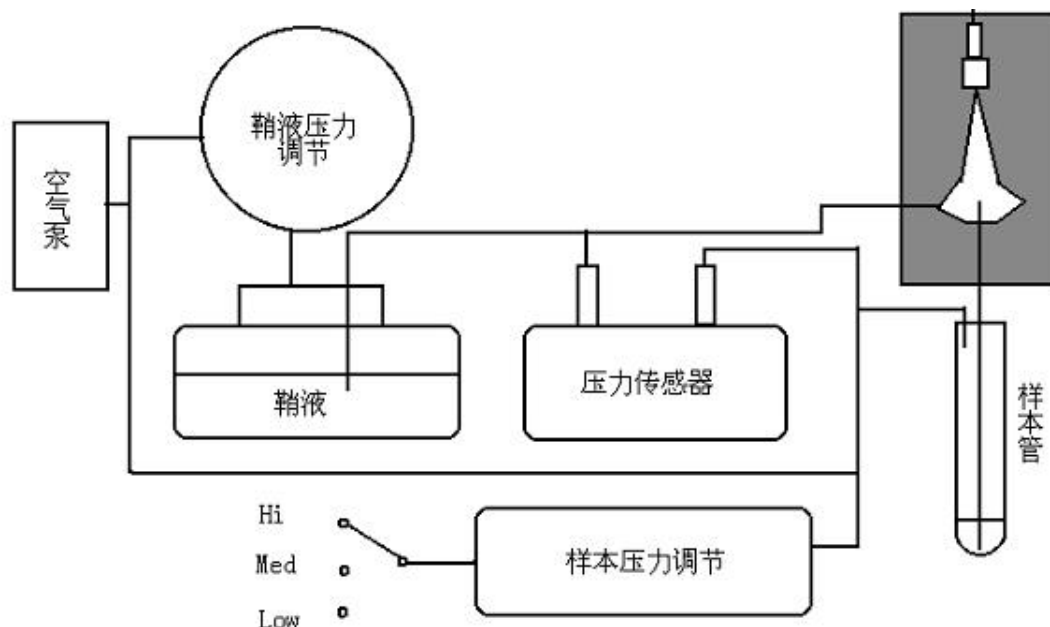 鞘液压力
调节
空气泵
鞘液
压力传感器
样本管
Hi
Med
Low
样本压力调节